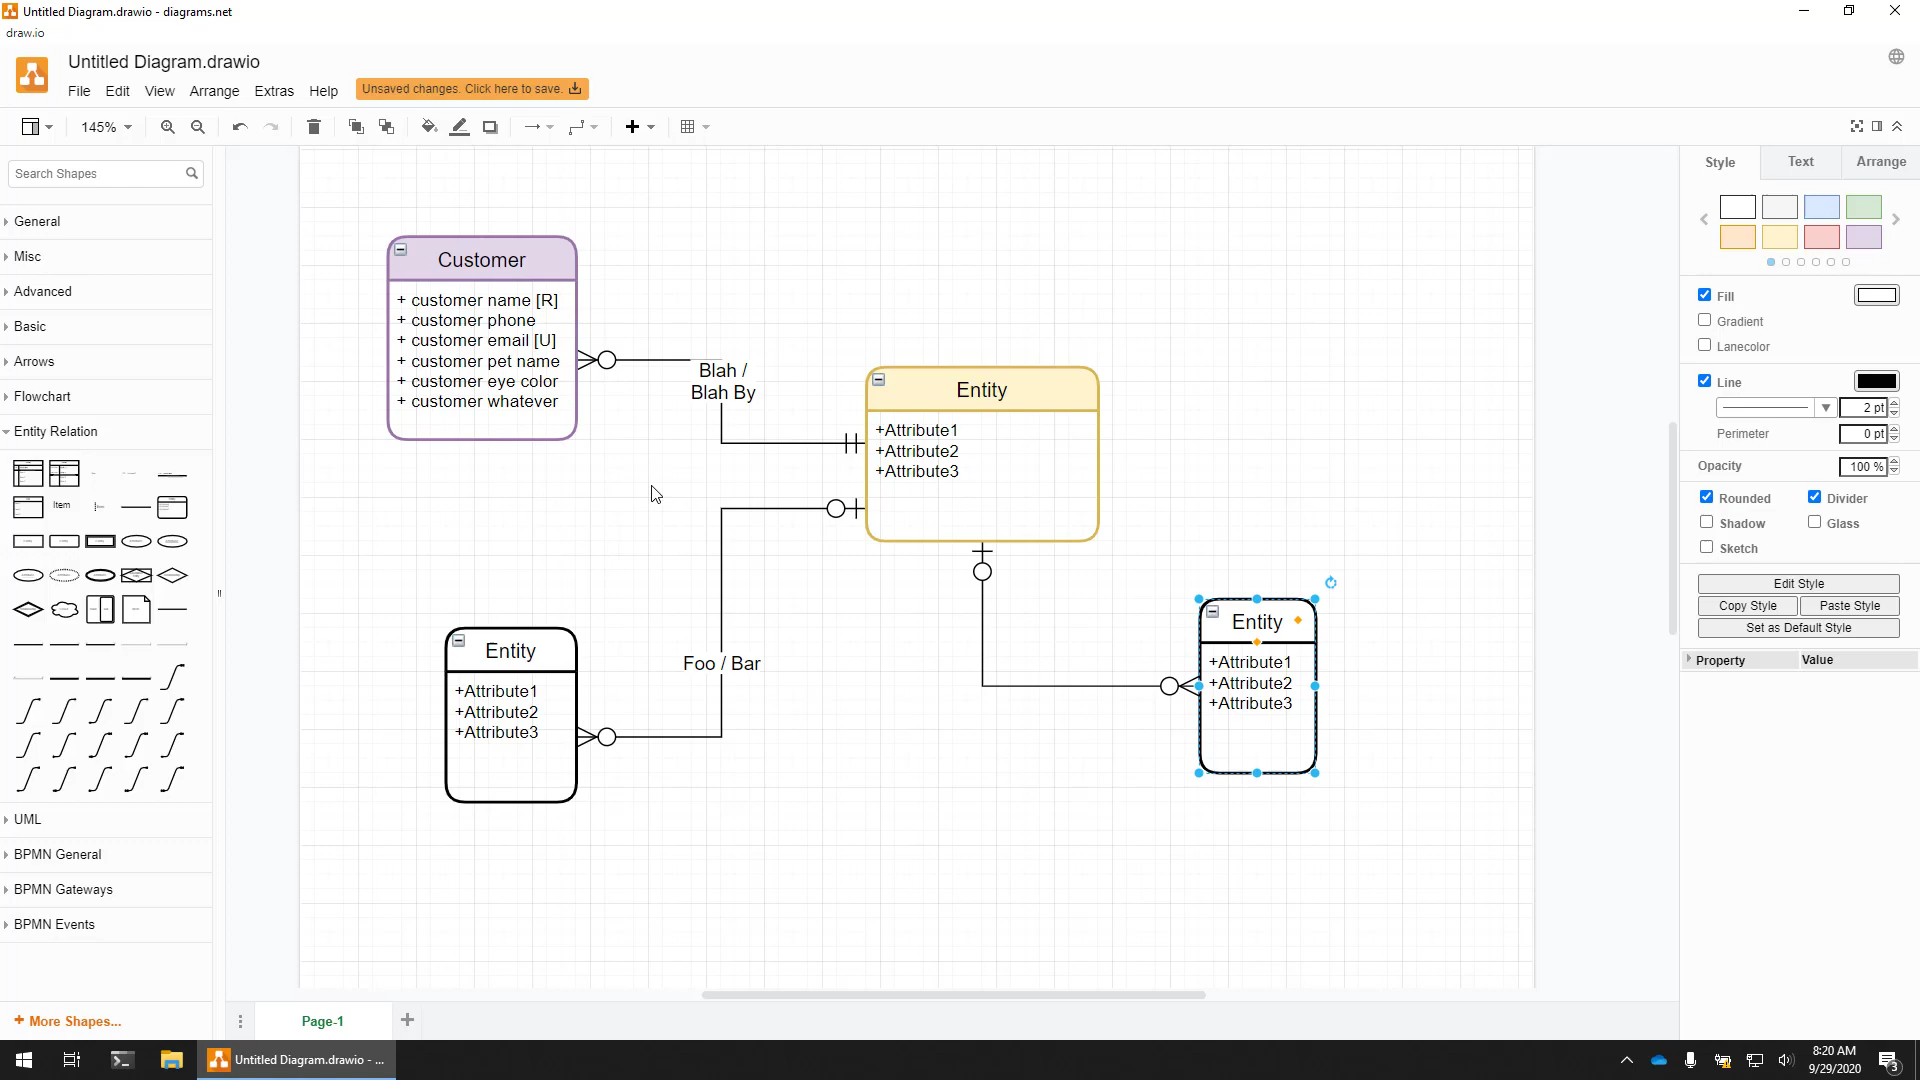 Untitled Diagram.drawio - diagrams.net
draw.io
Untitled Diagram.drawio
File Edit View Arrange Extras Help
Unsaved changes. Click here to save.
145%
Search Shapes
General
Misc
Advanced
Basic
Arrows
Flowchart
Entity Relation
Item
UML
BPMN General
BPMN Gateways
BPMN Events
+ More Shapes...
Customer
+ customer name [R]
+ customer phone
+ customer email [U]
+ customer pet name
+ customer eye color
+ customer whatever
Blah /
Blah By
Entity
+Attribute1
+Attribute2
+Attribute3
Foo / Bar
Entity
+Attribute1
+Attribute2
+Attribute3
Entity
+Attribute1
+Attribute2
+Attribute3
Style Text Arrange
Fill
Gradient
Lanecolor
Line
2 pt
Perimeter 0 pt
Opacity 100 %
Rounded Divider
Shadow Glass
Sketch
Edit Style
Copy Style Paste Style
Set as Default Style
Property Value
Page-1
Untitled Diagram.drawio - ...
8:20 AM
9/29/2020
3